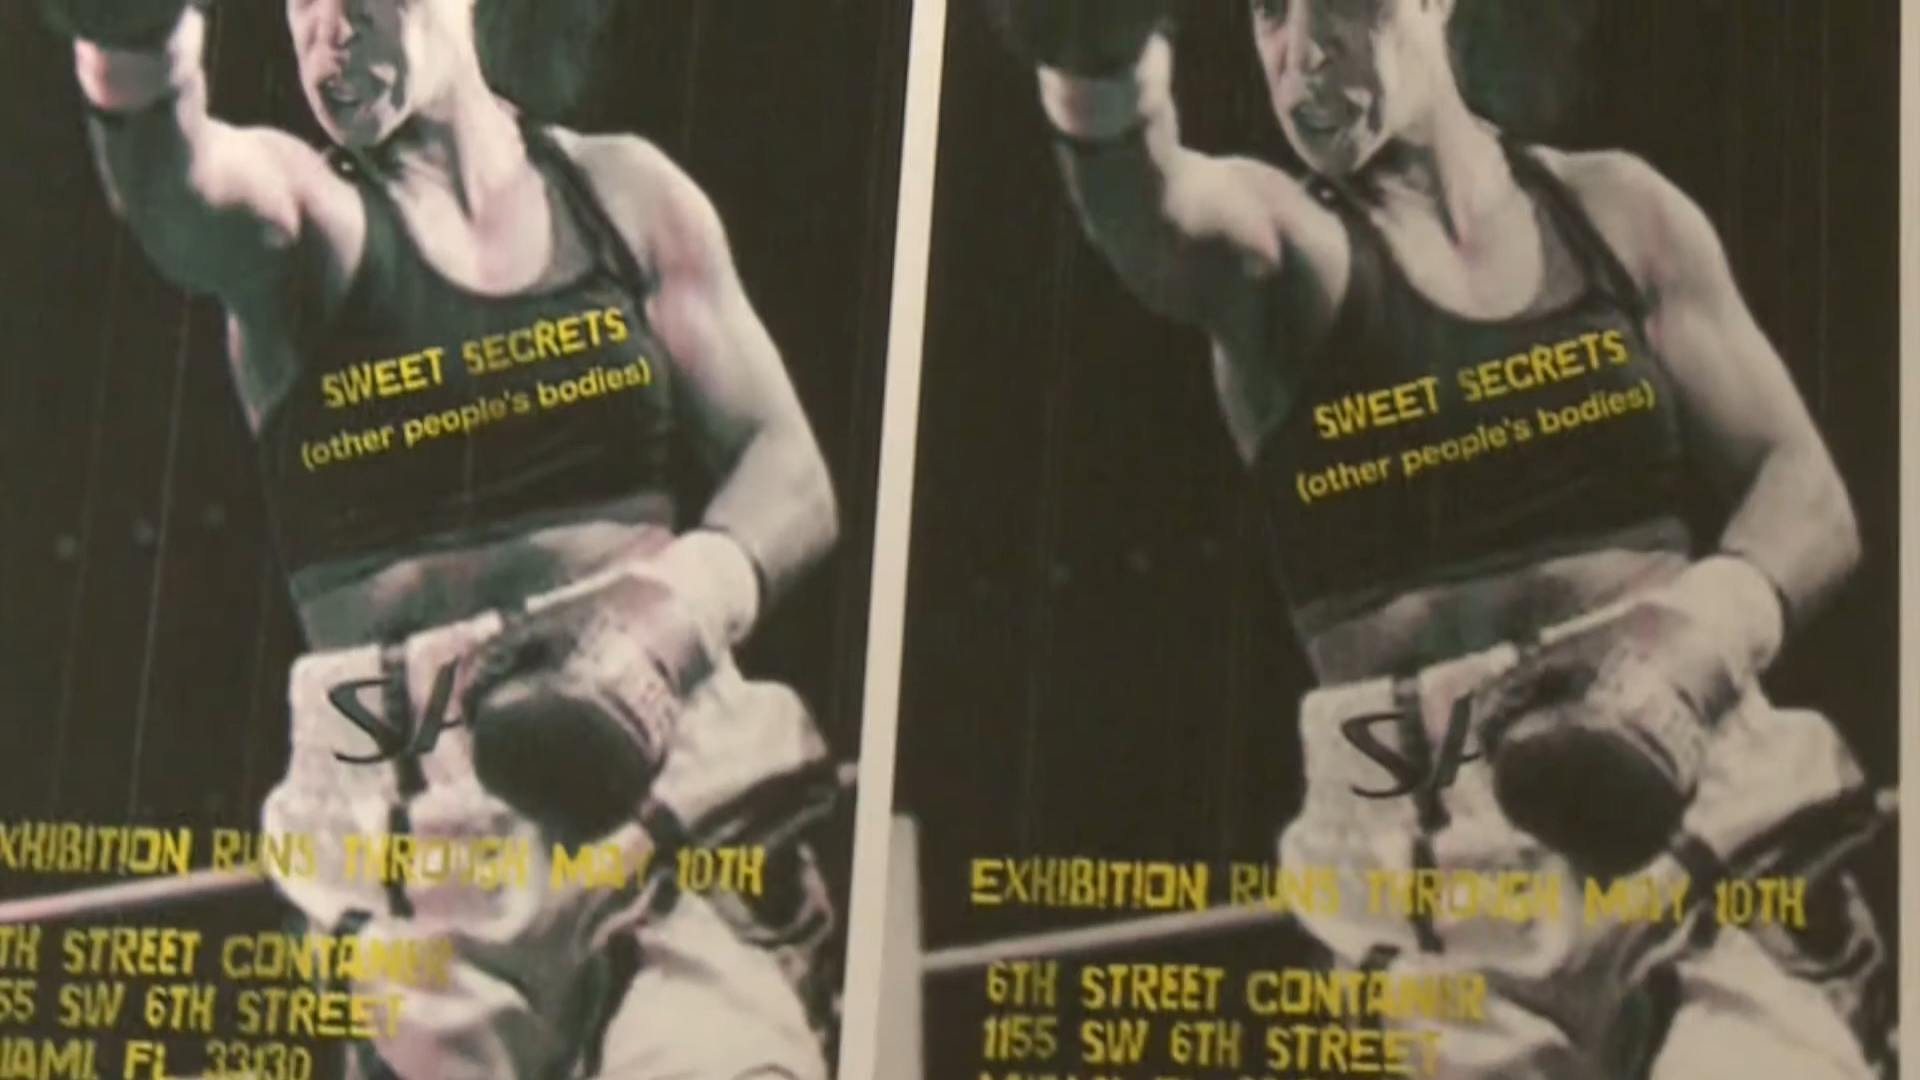 SWEET SECRETS
(other people's bodies)
XHIBITION RUNS THROUGH MAY 10TH
TH STREET CONTAINER
55 SW 6TH STREET
IAMI, FL 33130
SWEET SECRETS
(other people's bodies)
EXHIBITION RUNS THROUGH MAY 10TH
6TH STREET CONTAINER
1155 SW 6TH STREET